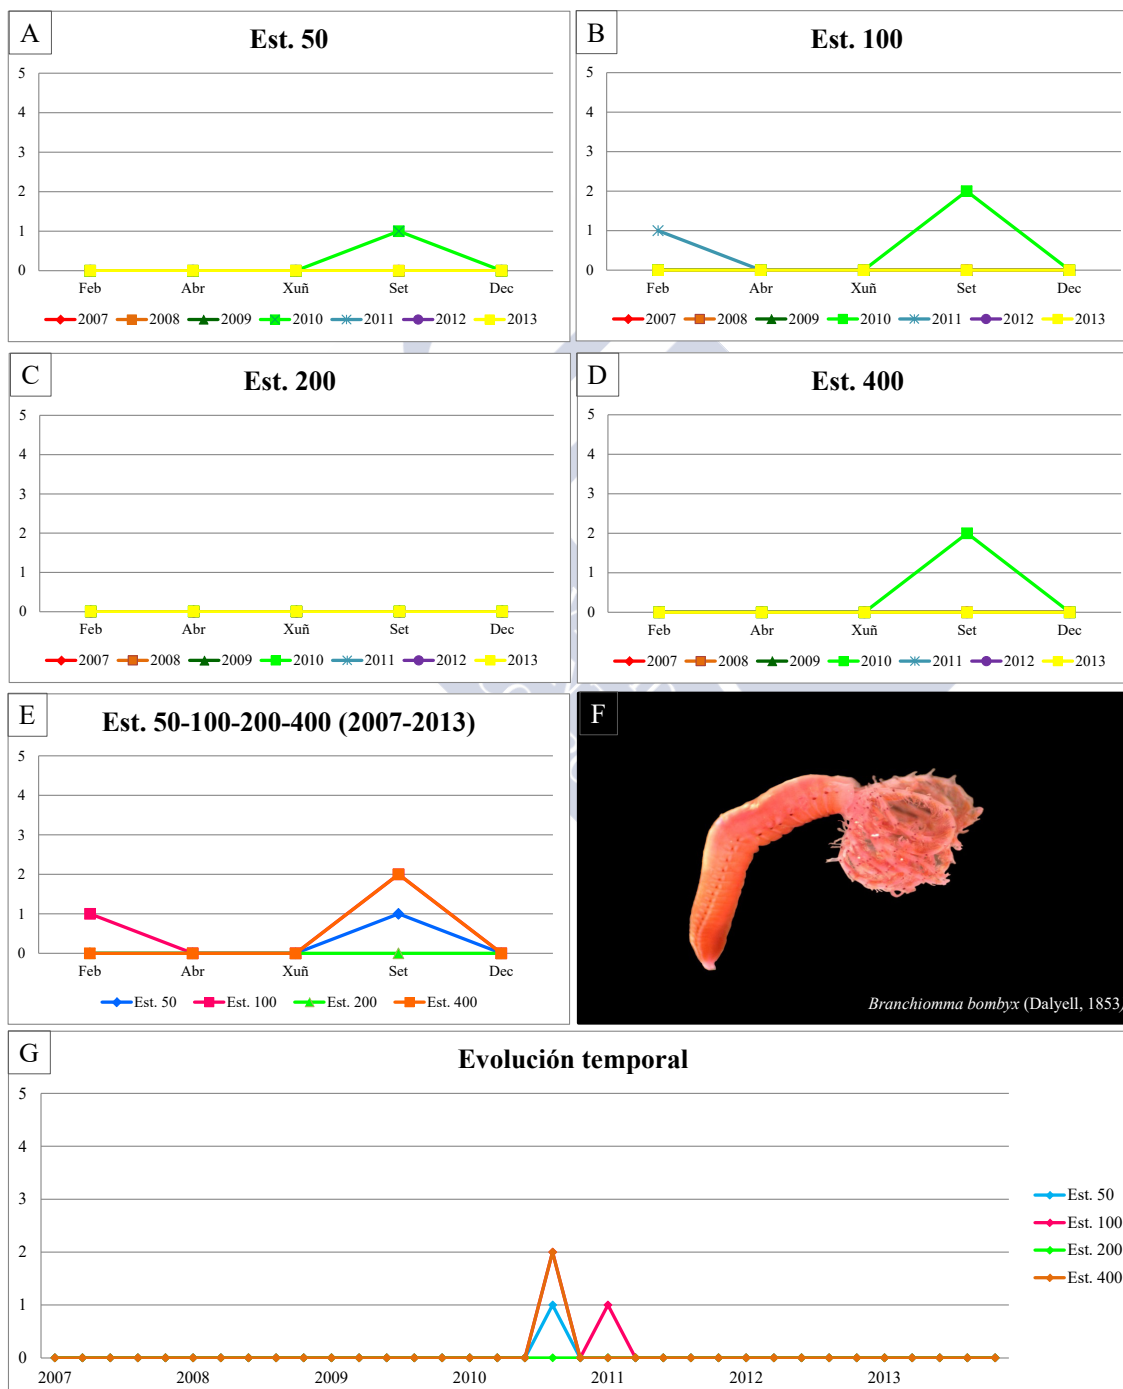 A
Est. 50
5
4
3
2
1
0
Feb Abr Xuñ Set Dec
2007 2008 2009 2010 2011 2012 2013
B
Est. 100
5
4
3
2
1
0
Feb Abr Xuñ Set Dec
2007 2008 2009 2010 2011 2012 2013
C
Est. 200
5
4
3
2
1
0
Feb Abr Xuñ Set Dec
2007 2008 2009 2010 2011 2012 2013
D
Est. 400
5
4
3
2
1
0
Feb Abr Xuñ Set Dec
2007 2008 2009 2010 2011 2012 2013
E
Est. 50-100-200-400 (2007-2013)
5
4
3
2
1
0
Feb Abr Xuñ Set Dec
Est. 50 Est. 100 Est. 200 Est. 400
F
Branchiomma bombyx (Dalyell, 1853)
G
Evolución temporal
5
4
3
2
1
0
2007 2008 2009 2010 2011 2012 2013
Est. 50
Est. 100
Est. 200
Est. 400